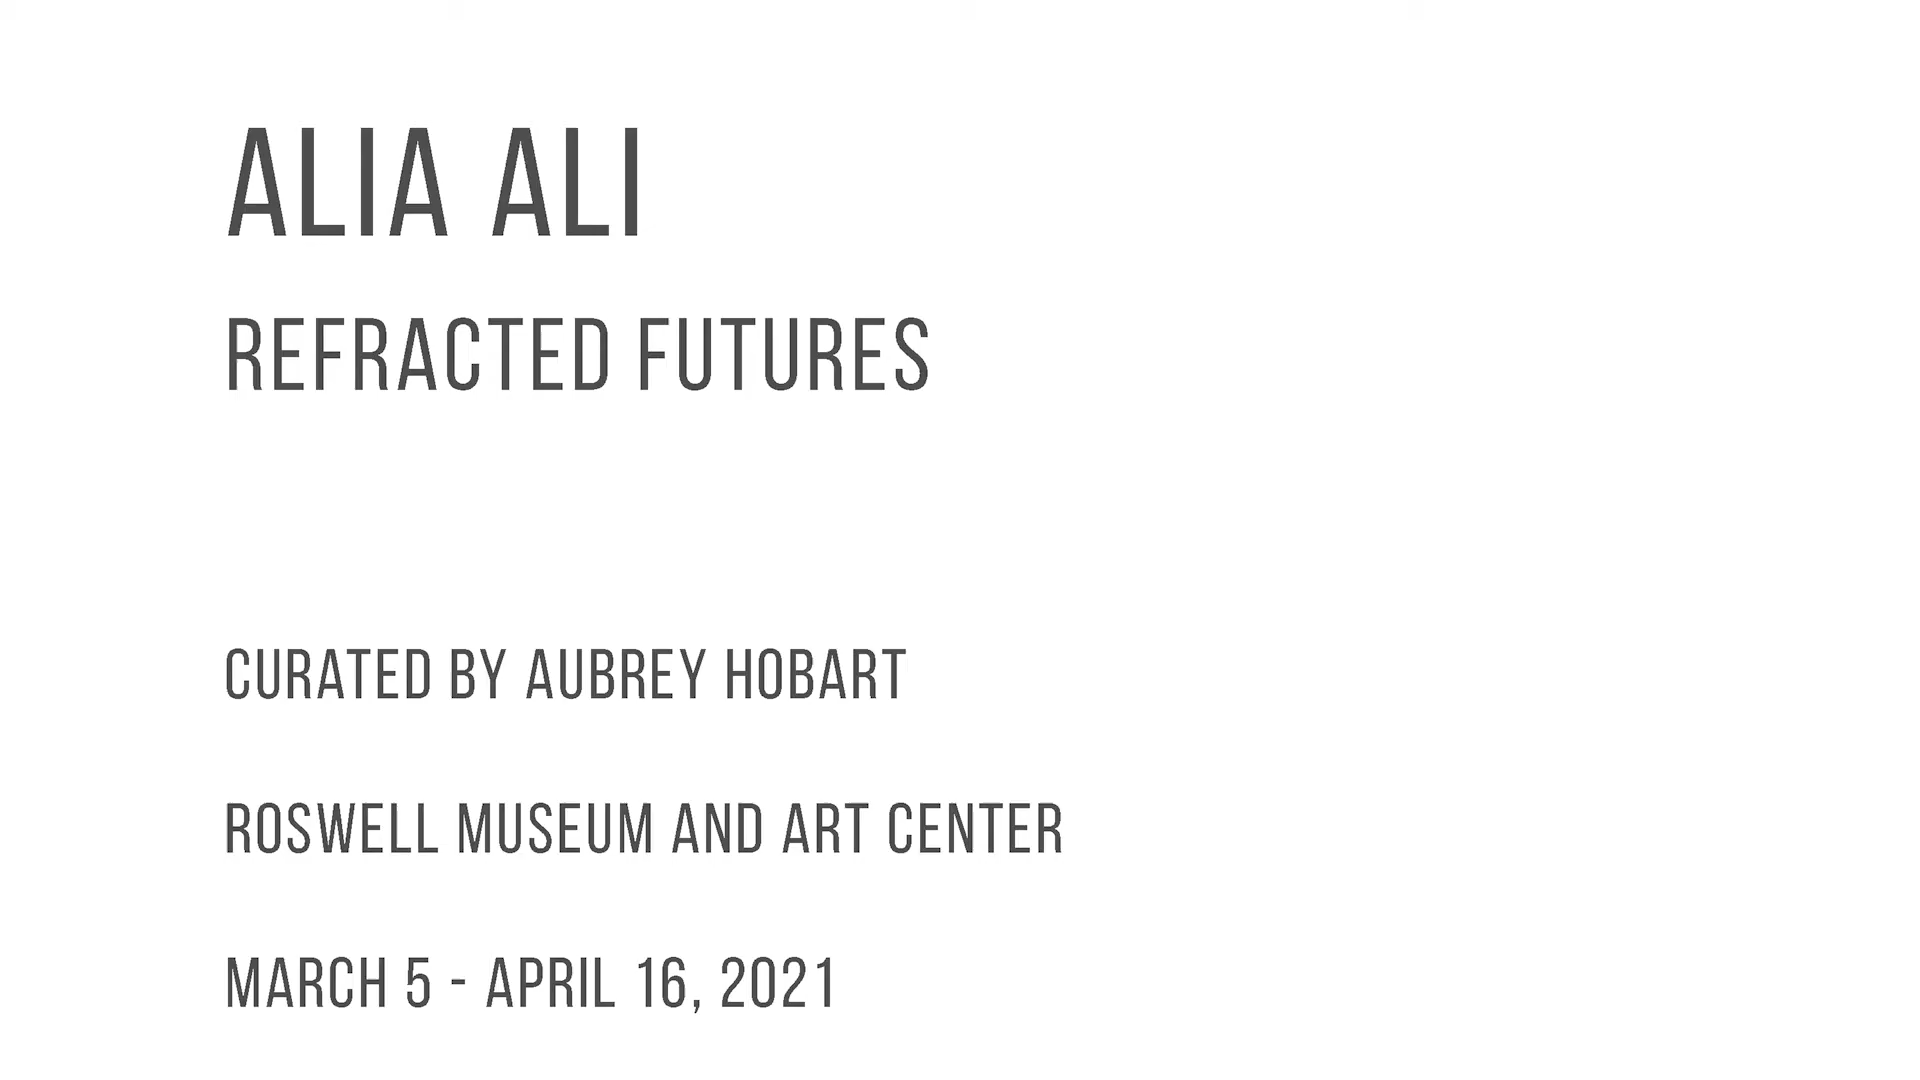 ALIA ALI
REFRACTED FUTURES
CURATED BY AUBREY HOBART
ROSWELL MUSEUM AND ART CENTER
MARCH 5 - APRIL 16, 2021